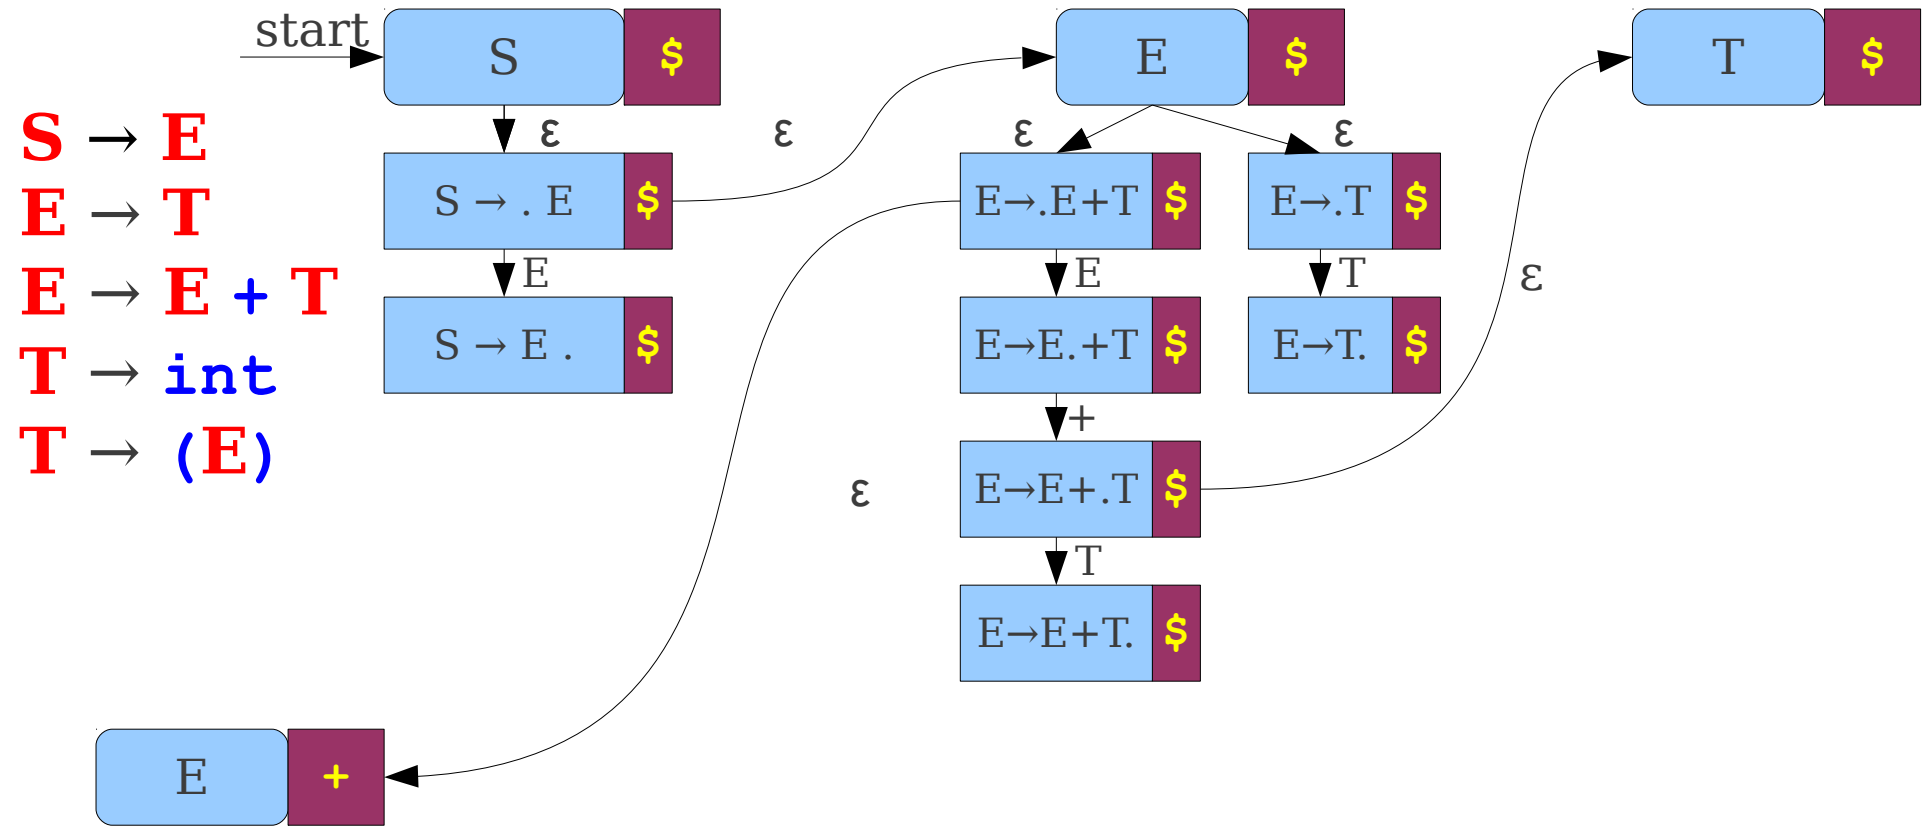 start
S $
E $
T $
ε
ε
ε
ε
S → E
E → T
E → E + T
T → int
T → (E)
S → . E $
E→.E+T $
E→.T $
E
E
T
ε
S → E . $
E→E.+T $
E→T. $
+
ε
E→E+.T $
T
E→E+T. $
E +